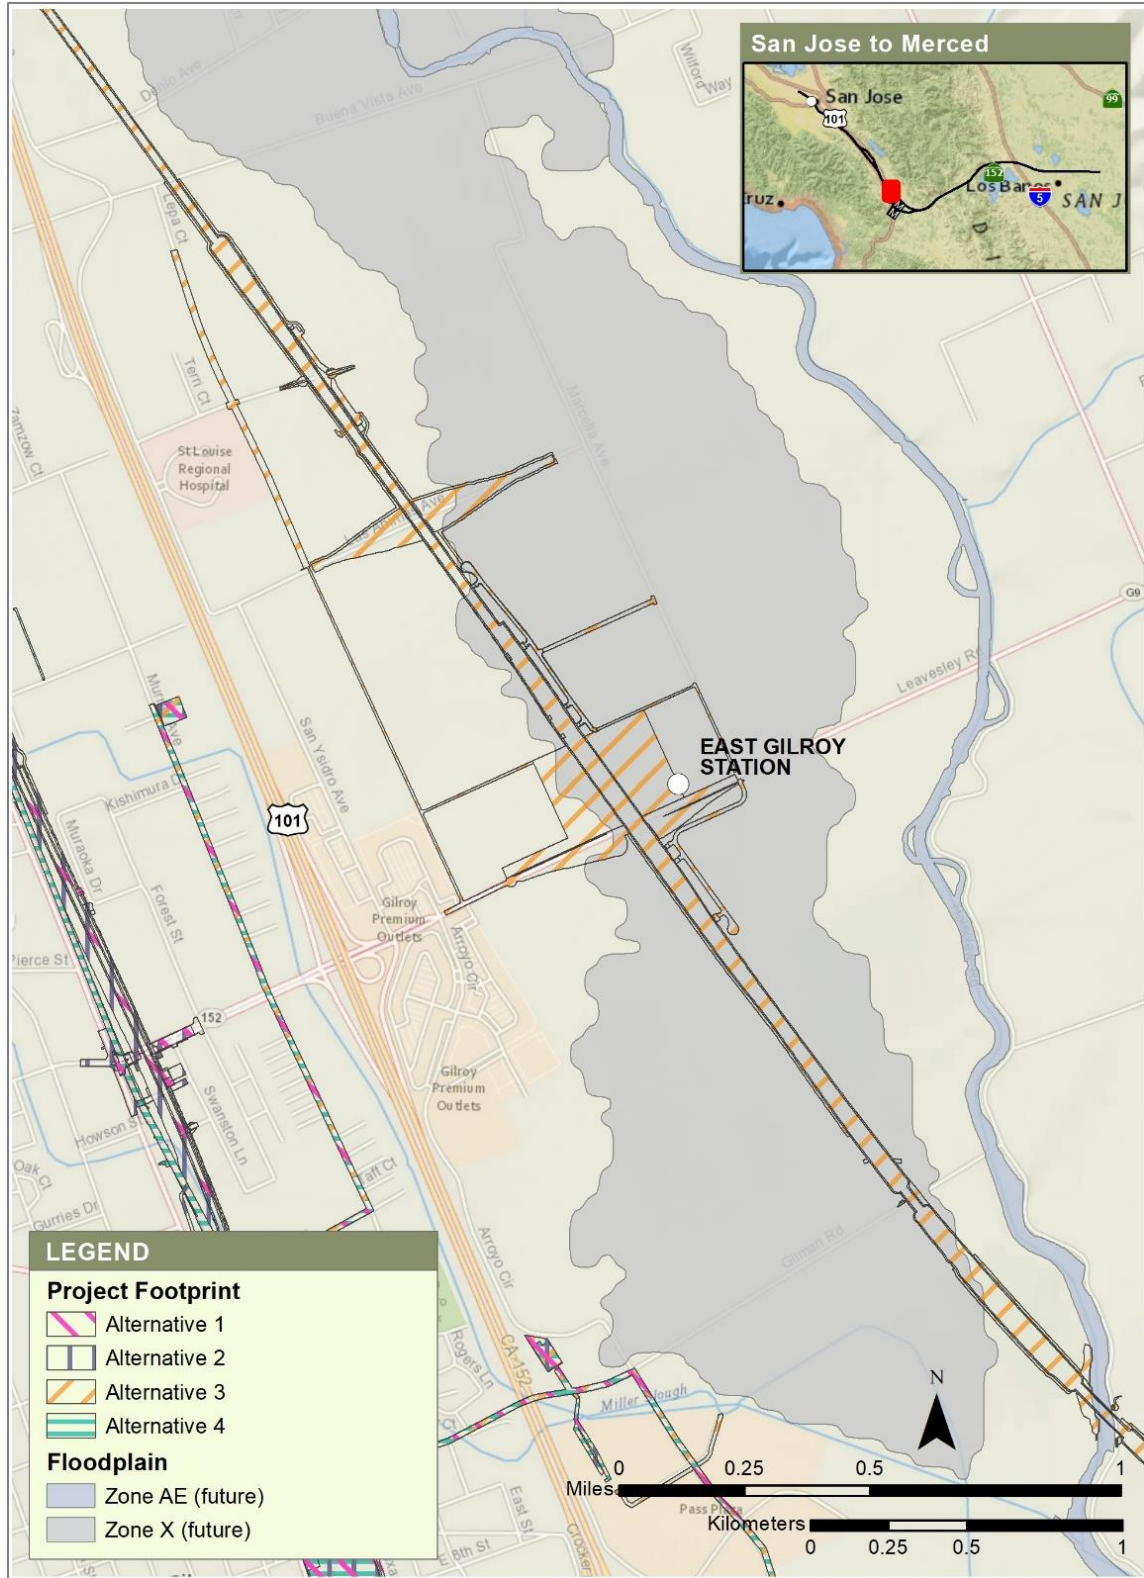 San Jose to Merced
San Jose
101
99
152
Los Banos
5
SAN J
D I
ruz
Denio Ave
Buena Vista Ave
Wilford
Way
Lepa Ct
Terri Ct
Zamzow Ct
St Louise
Regional
Hospital
Marcella Ave
Los Animas Ave
G9
Leavesley Rd
EAST GILROY
STATION
Murray Ave
San Ysidro Ave
Kishimura D
101
Muraoka Dr
Forest St
Gilroy
Premium
Outlets
Arroyo Cir
Pierce St
152
Gilroy
Premium
Outlets
Swanston Ln
Howson St
Oak Ct
Taft Ct
Gurries Dr
Gilman Rd
Arroyo Cir
CA-152
Rogers Ln
Miller Slough
Pass Plaza
East St
E 8th St
Crocker
LEGEND
Project Footprint
Alternative 1
Alternative 2
Alternative 3
Alternative 4
Floodplain
Zone AE (future)
Zone X (future)
N
0 0.25 0.5 1
Miles
Kilometers
0 0.25 0.5 1